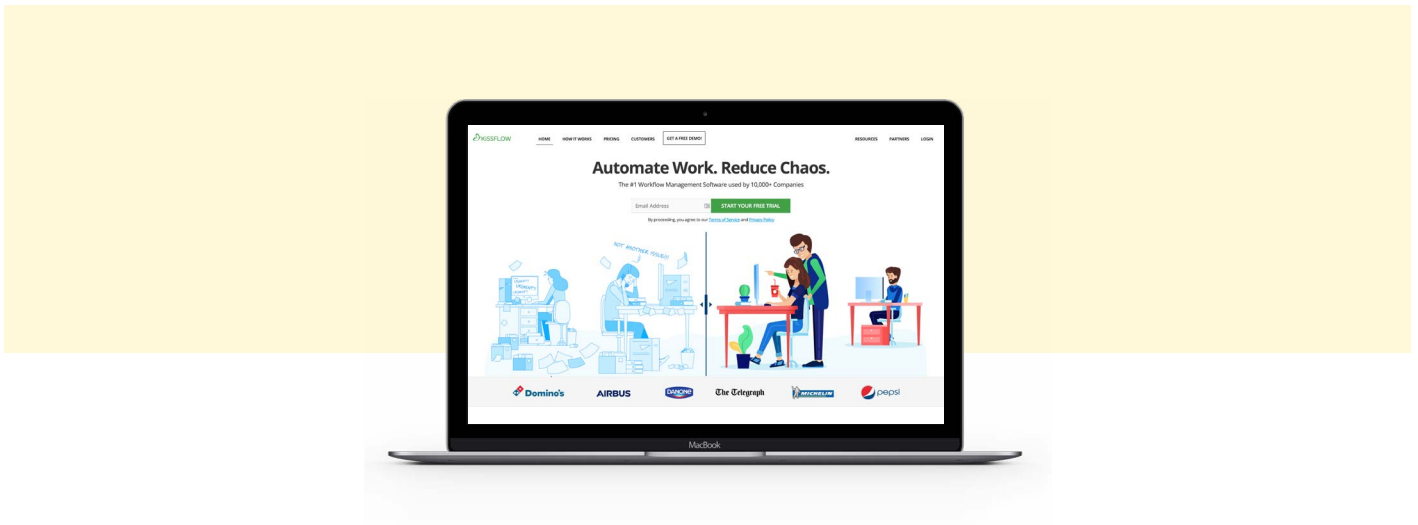 KISSFLOW
HOME HOW IT WORKS PRICING CUSTOMERS GET A FREE DEMO! RESOURCES PARTNERS LOGIN
Automate Work. Reduce Chaos.
The #1 Workflow Management Software used by 10,000+ Companies
Email Address START YOUR FREE TRIAL
By proceeding, you agree to our Terms of Service and Privacy Policy
NOT ANOTHER ISSUE!!!
URGENT!!
Domino's AIRBUS DANONE The Telegraph MICHELIN pepsi
MacBook